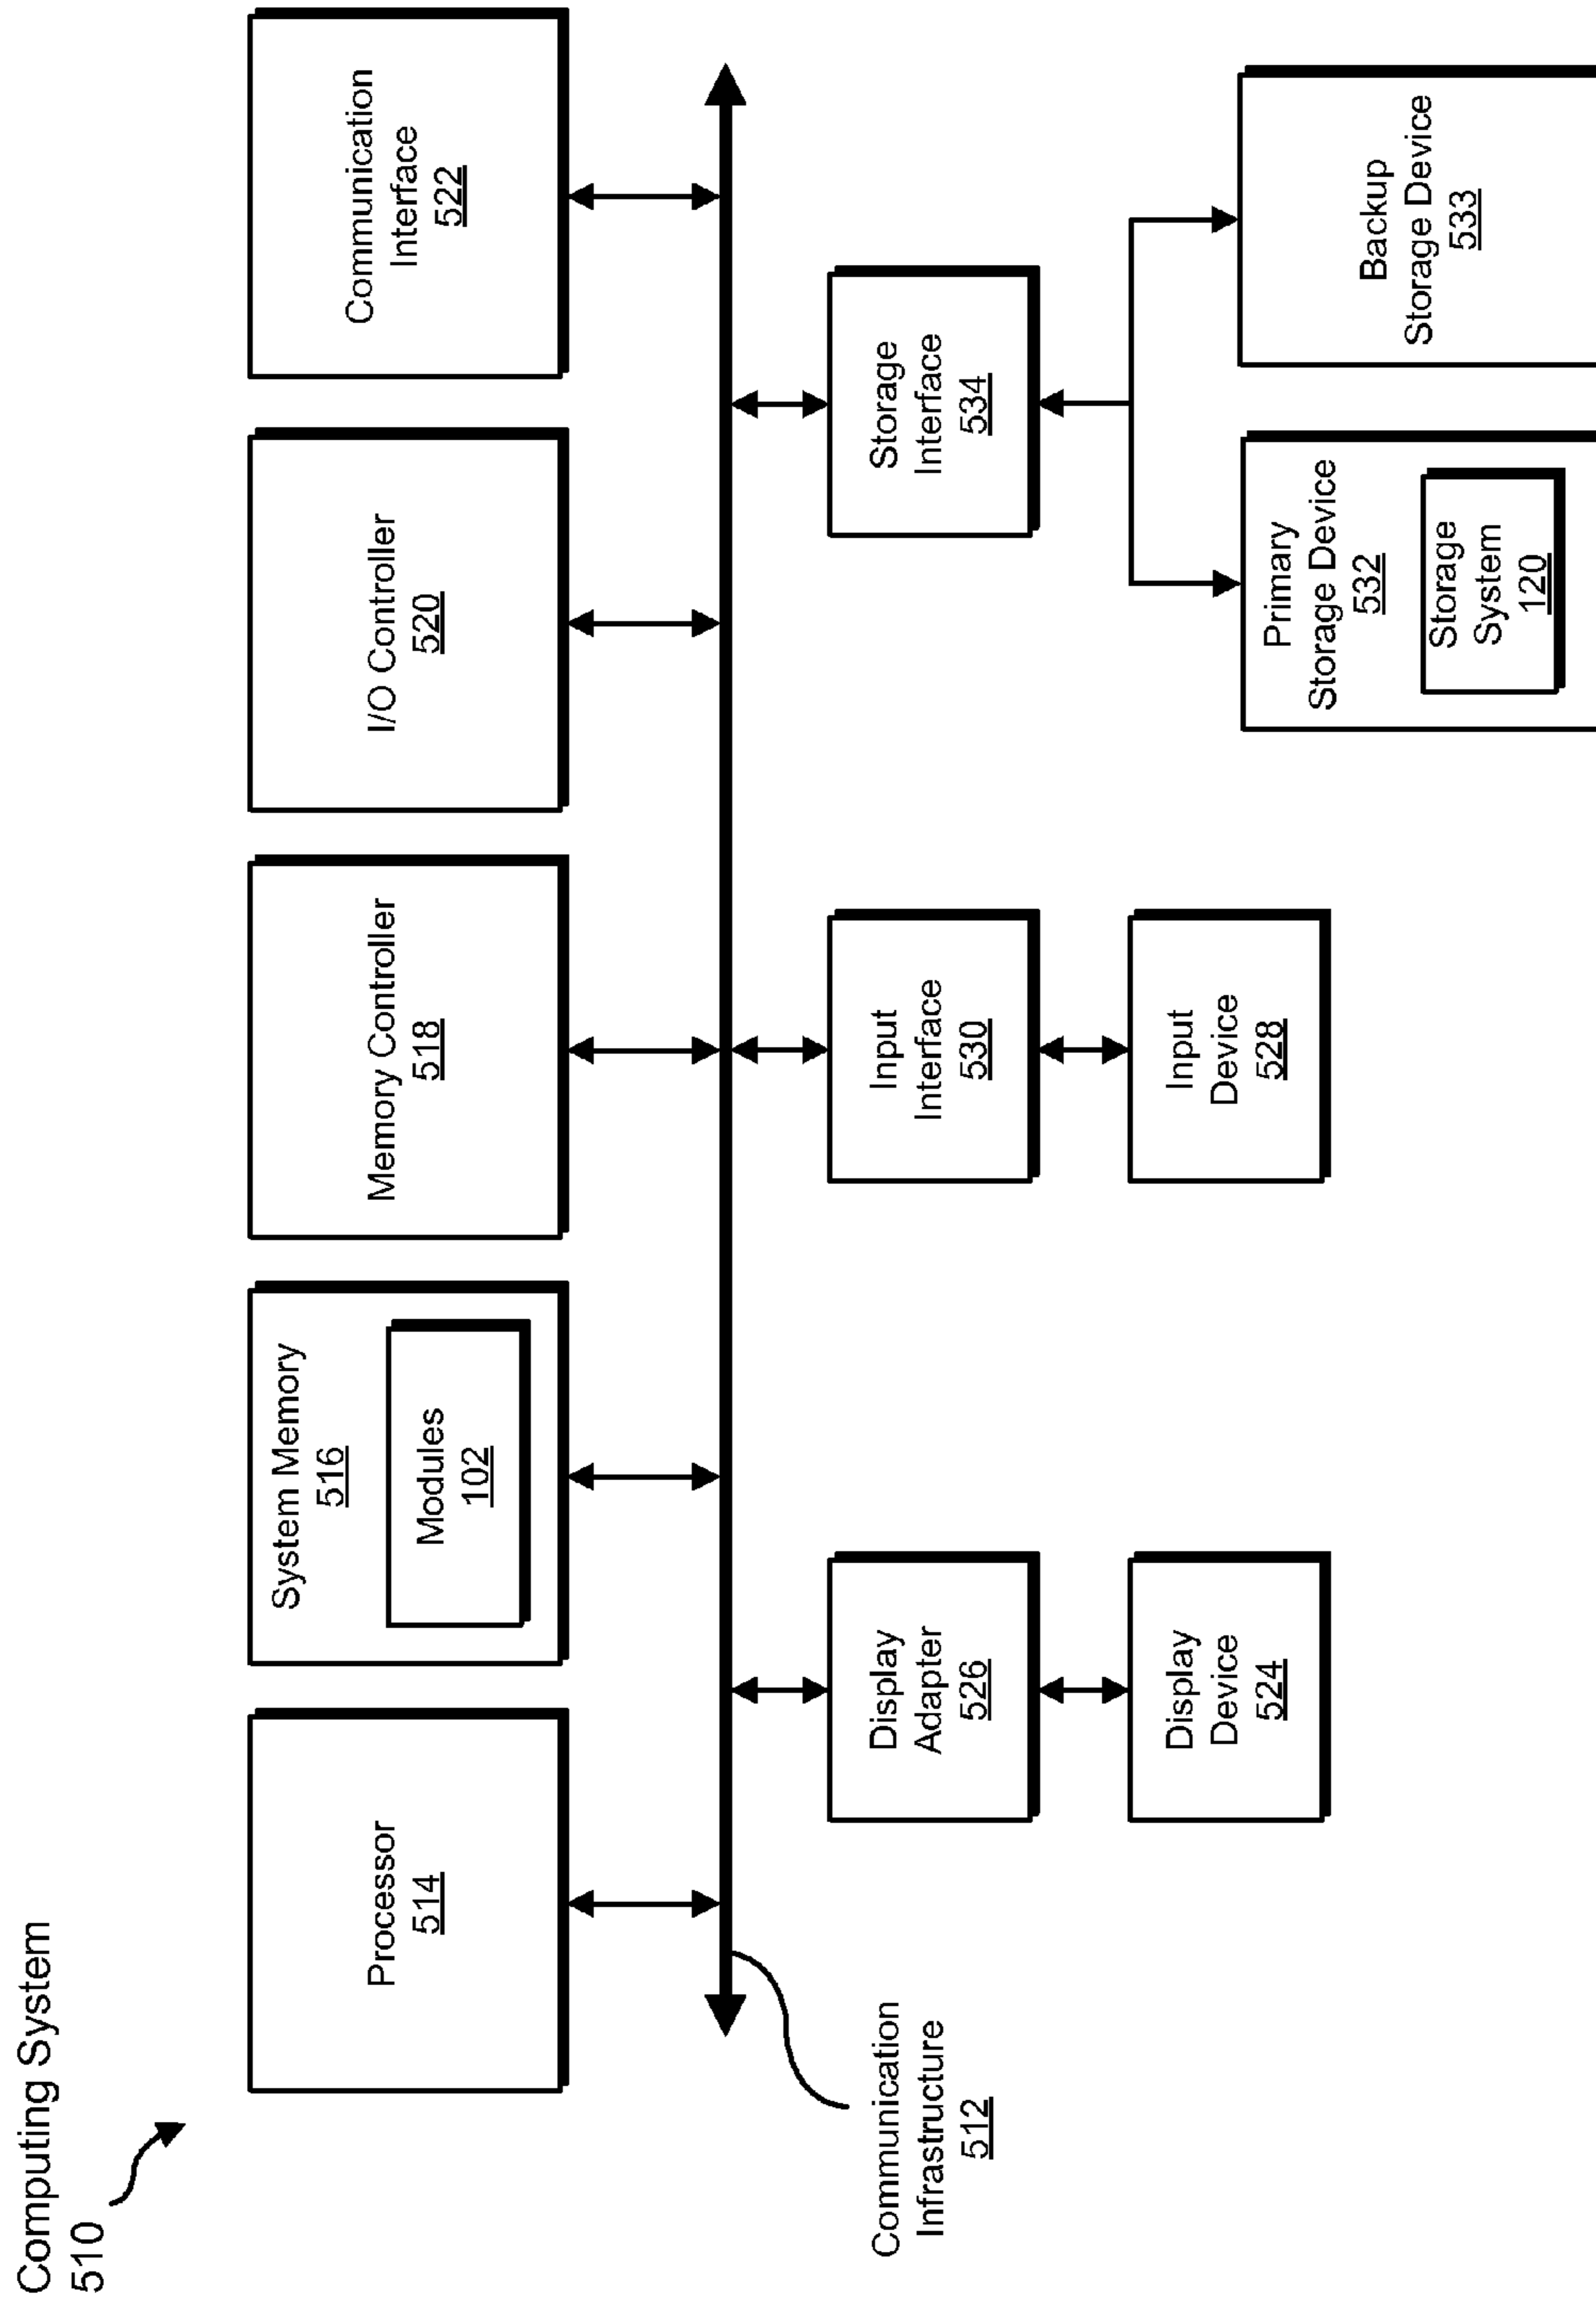 Computing System
510
Processor
514
System Memory
516
Modules
102
Memory Controller
518
I/O Controller
520
Communication
Interface
522
Communication
Infrastructure
512
Display
Adapter
526
Input
Interface
530
Storage
Interface
534
Display
Device
524
Input
Device
528
Primary
Storage Device
532
Storage
System
120
Backup
Storage Device
533